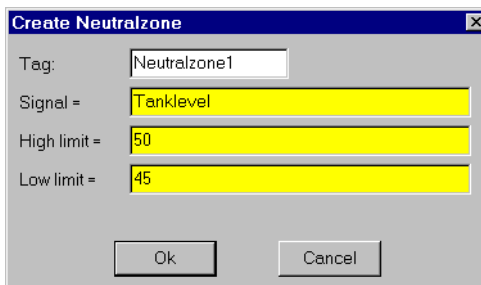 Create Neutralzone
Tag: Neutralzone1
Signal = Tanklevel
High limit = 50
Low limit = 45
Ok Cancel